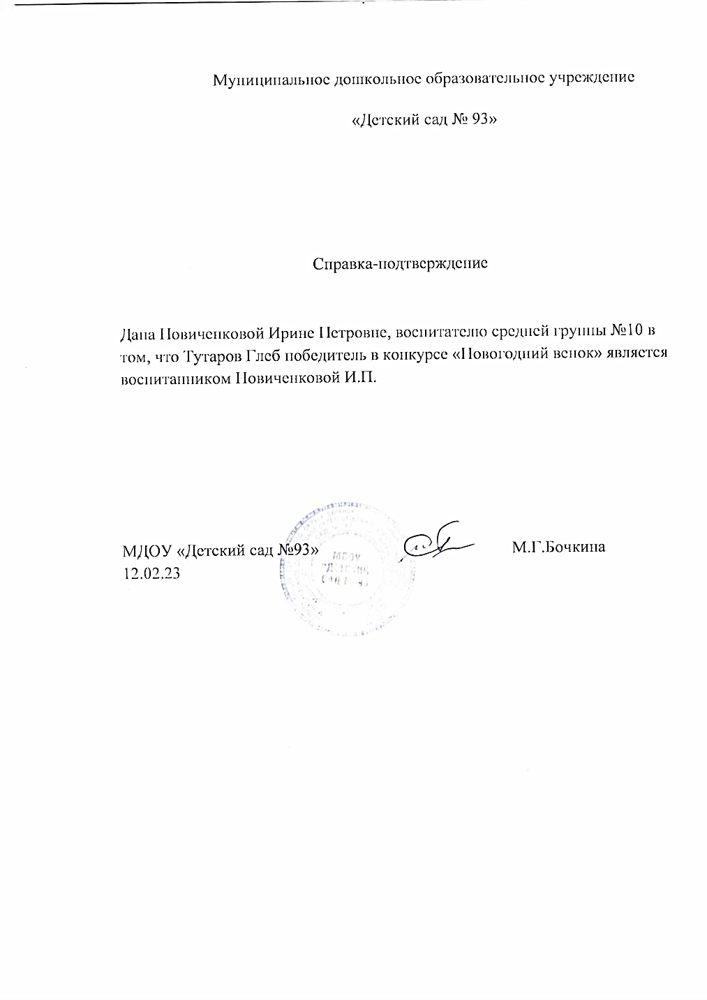 Муниципальное дошкольное образовательное учреждение
«Детский сад № 93»
Справка-подтверждение
Дана Новиченковой Ирине Петровне, воспитателю средней группы №10 в
том, что Тутаров Глеб победитель в конкурсе «Новогодний венок» является
воспитанником Новиченковой И.П.
МДОУ «Детский сад №93» М.Г.Бочкина
12.02.23
"ДЕТСКИЙ
САД